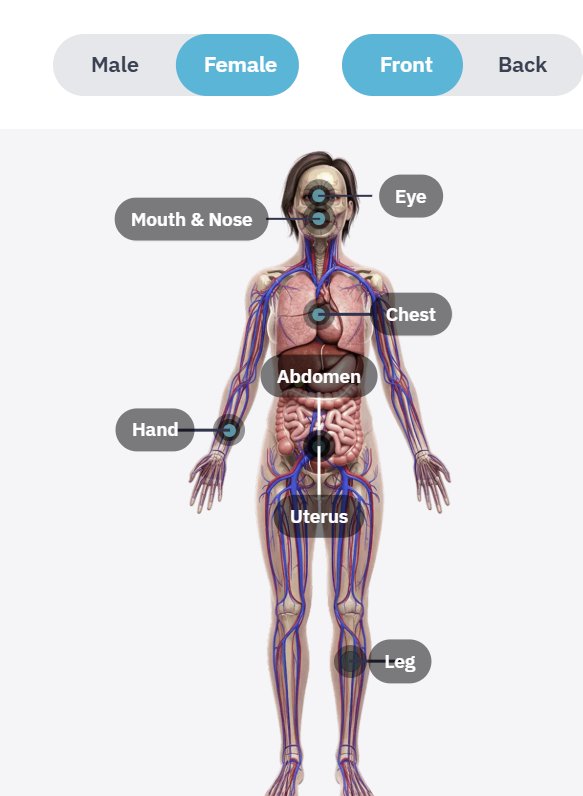 Male Female Front Back
Eye
Mouth & Nose
Chest
Abdomen
Hand
Uterus
Leg